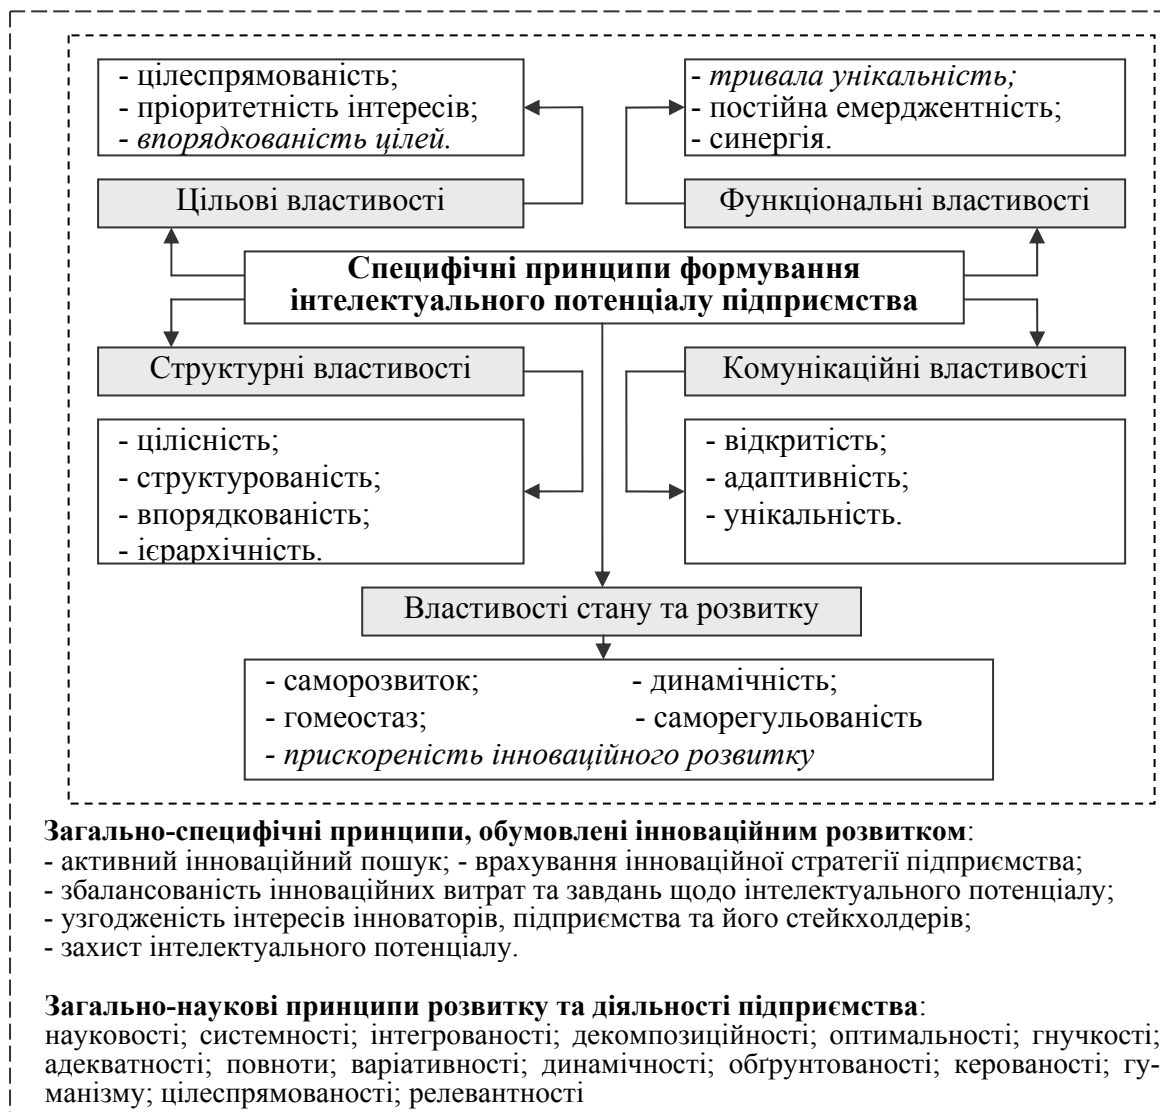 - цілеспрямованість;
- пріоритетність інтересів;
- впорядкованість цілей.
- тривала унікальність;
- постійна емерджентність;
- синергія.
Цільові властивості
Функціональні властивості
Специфічні принципи формування
інтелектуального потенціалу підприємства
Структурні властивості
Комунікаційні властивості
- цілісність;
- структурованість;
- впорядкованість;
- ієрархічність.
- відкритість;
- адаптивність;
- унікальність.
Властивості стану та розвитку
- саморозвиток; - динамічність;
- гомеостаз; - саморегульованість
- прискореність інноваційного розвитку
Загально-специфічні принципи, обумовлені інноваційним розвитком:
- активний інноваційний пошук; - врахування інноваційної стратегії підприємства;
- збалансованість інноваційних витрат та завдань щодо інтелектуального потенціалу;
- узгодженість інтересів інноваторів, підприємства та його стейкхолдерів;
- захист інтелектуального потенціалу.
Загально-наукові принципи розвитку та діяльності підприємства:
науковості; системності; інтегрованості; декомпозиційності; оптимальності; гнучкості;
адекватності; повноти; варіативності; динамічності; обґрунтованості; керованості; гу-
манізму; цілеспрямованості; релевантності